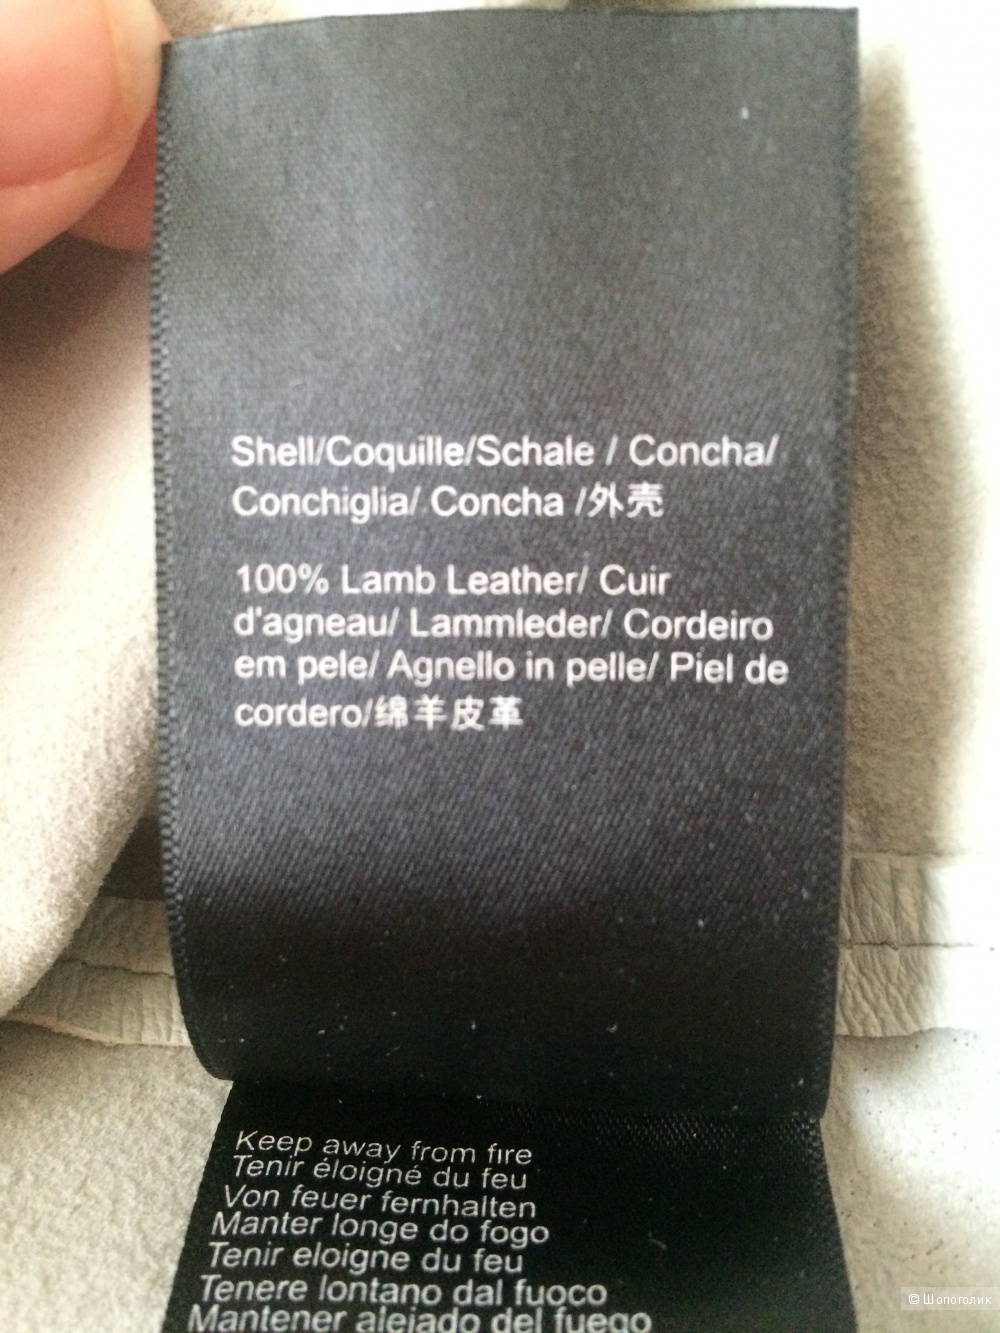 Shell/Coquille/Schale / Concha/
Conchiglia/ Concha /外壳
100% Lamb Leather/ Cuir
d'agneau/ Lammleder/ Cordeiro
em pele/ Agnello in pelle/ Piel de
cordero/绵羊皮革
Keep away from fire
Tenir éloigné du feu
Von feuer fernhalten
Manter longe do fogo
Tenir eloigne du feu
Tenere lontano dal fuoco
Mantener alejado del fuego
© Шопоголик